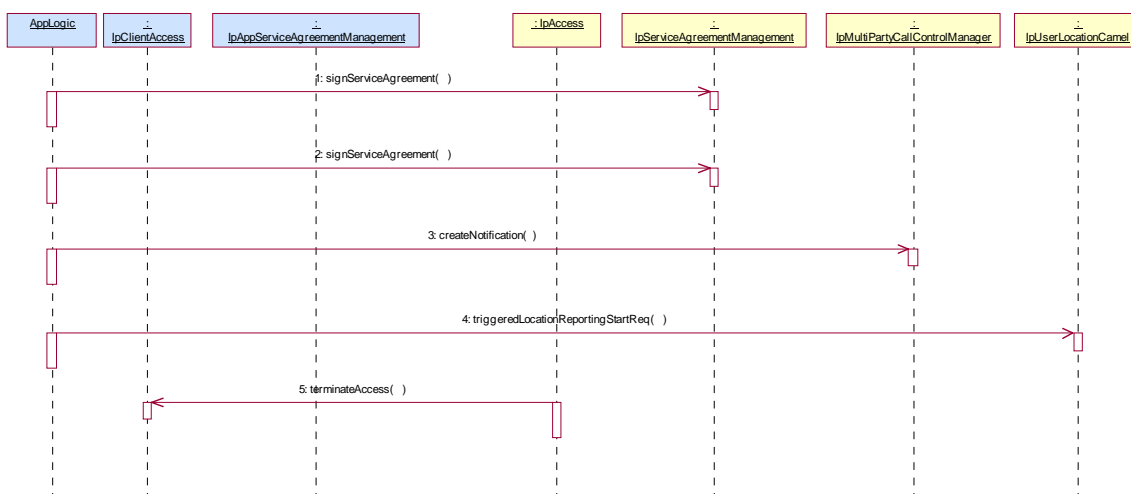 AppLogic
:
IpClientAccess
:
IpAppServiceAgreementManagement
: IpAccess
:
IpServiceAgreementManagement
:
IpMultiPartyCallControlManager
:
IpUserLocationCamel
1: signServiceAgreement( )
2: signServiceAgreement( )
3: createNotification( )
4: triggeredLocationReportingStartReq( )
5: terminateAccess( )